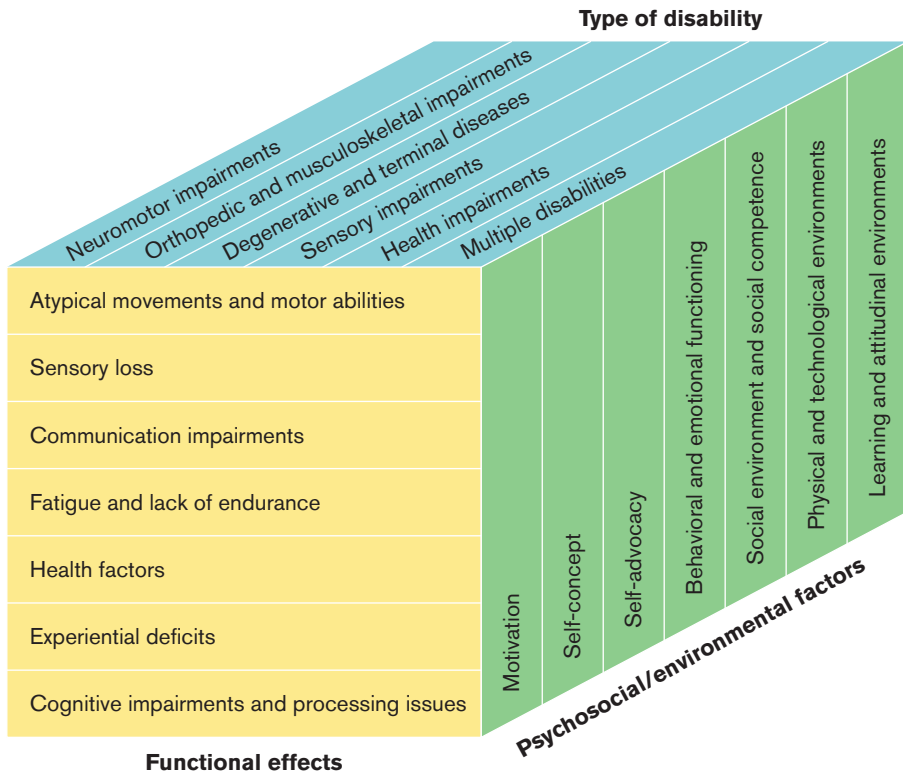 Type of disability
Neuromotor impairments
Orthopedic and musculoskeletal impairments
Degenerative and terminal diseases
Sensory impairments
Health impairments
Multiple disabilities
Atypical movements and motor abilities
Sensory loss
Communication impairments
Fatigue and lack of endurance
Health factors
Experiential deficits
Cognitive impairments and processing issues
Functional effects
Motivation
Self-concept
Self-advocacy
Behavioral and emotional functioning
Social environment and social competence
Physical and technological environments
Learning and attitudinal environments
Psychosocial/environmental factors